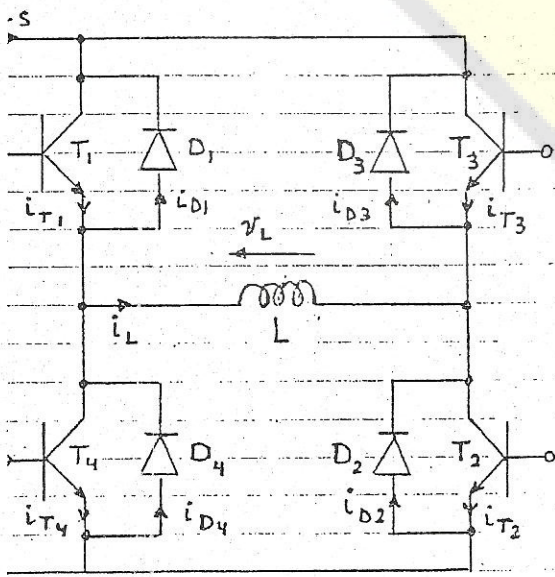 -S
T1 D1 D3 T3
iT1 iD1 iD3 iT3
vL
iL L
T4 D4 D2 T2
iT4 iD4 iD2 iT2